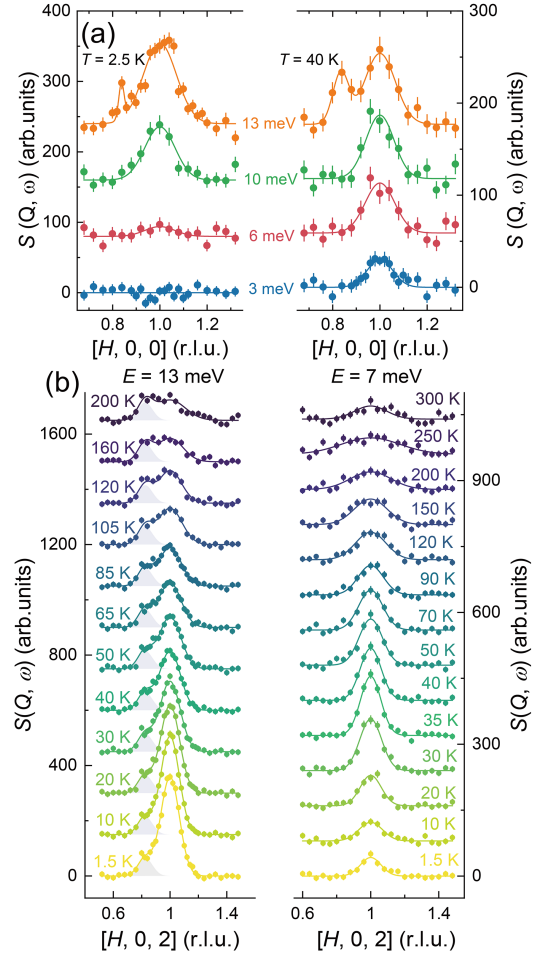 (a)
400
300
200
100
0
S (Q, ω) (arb.units)
T = 2.5 K
T = 40 K
13 meV
10 meV
6 meV
3 meV
300
200
100
0
S (Q, ω) (arb.units)
0.8 1.0 1.2
0.8 1.0 1.2
[H, 0, 0] (r.l.u.)
[H, 0, 0] (r.l.u.)
(b)
E = 13 meV
E = 7 meV
1600
1200
800
400
0
S(Q, ω) (arb.units)
200 K
160 K
120 K
105 K
85 K
65 K
50 K
40 K
30 K
20 K
10 K
1.5 K
300 K
250 K
200 K
150 K
120 K
90 K
70 K
50 K
40 K
35 K
30 K
20 K
10 K
1.5 K
900
600
300
0
S(Q, ω) (arb.units)
0.6 1 1.4
0.6 1 1.4
[H, 0, 2] (r.l.u.)
[H, 0, 2] (r.l.u.)